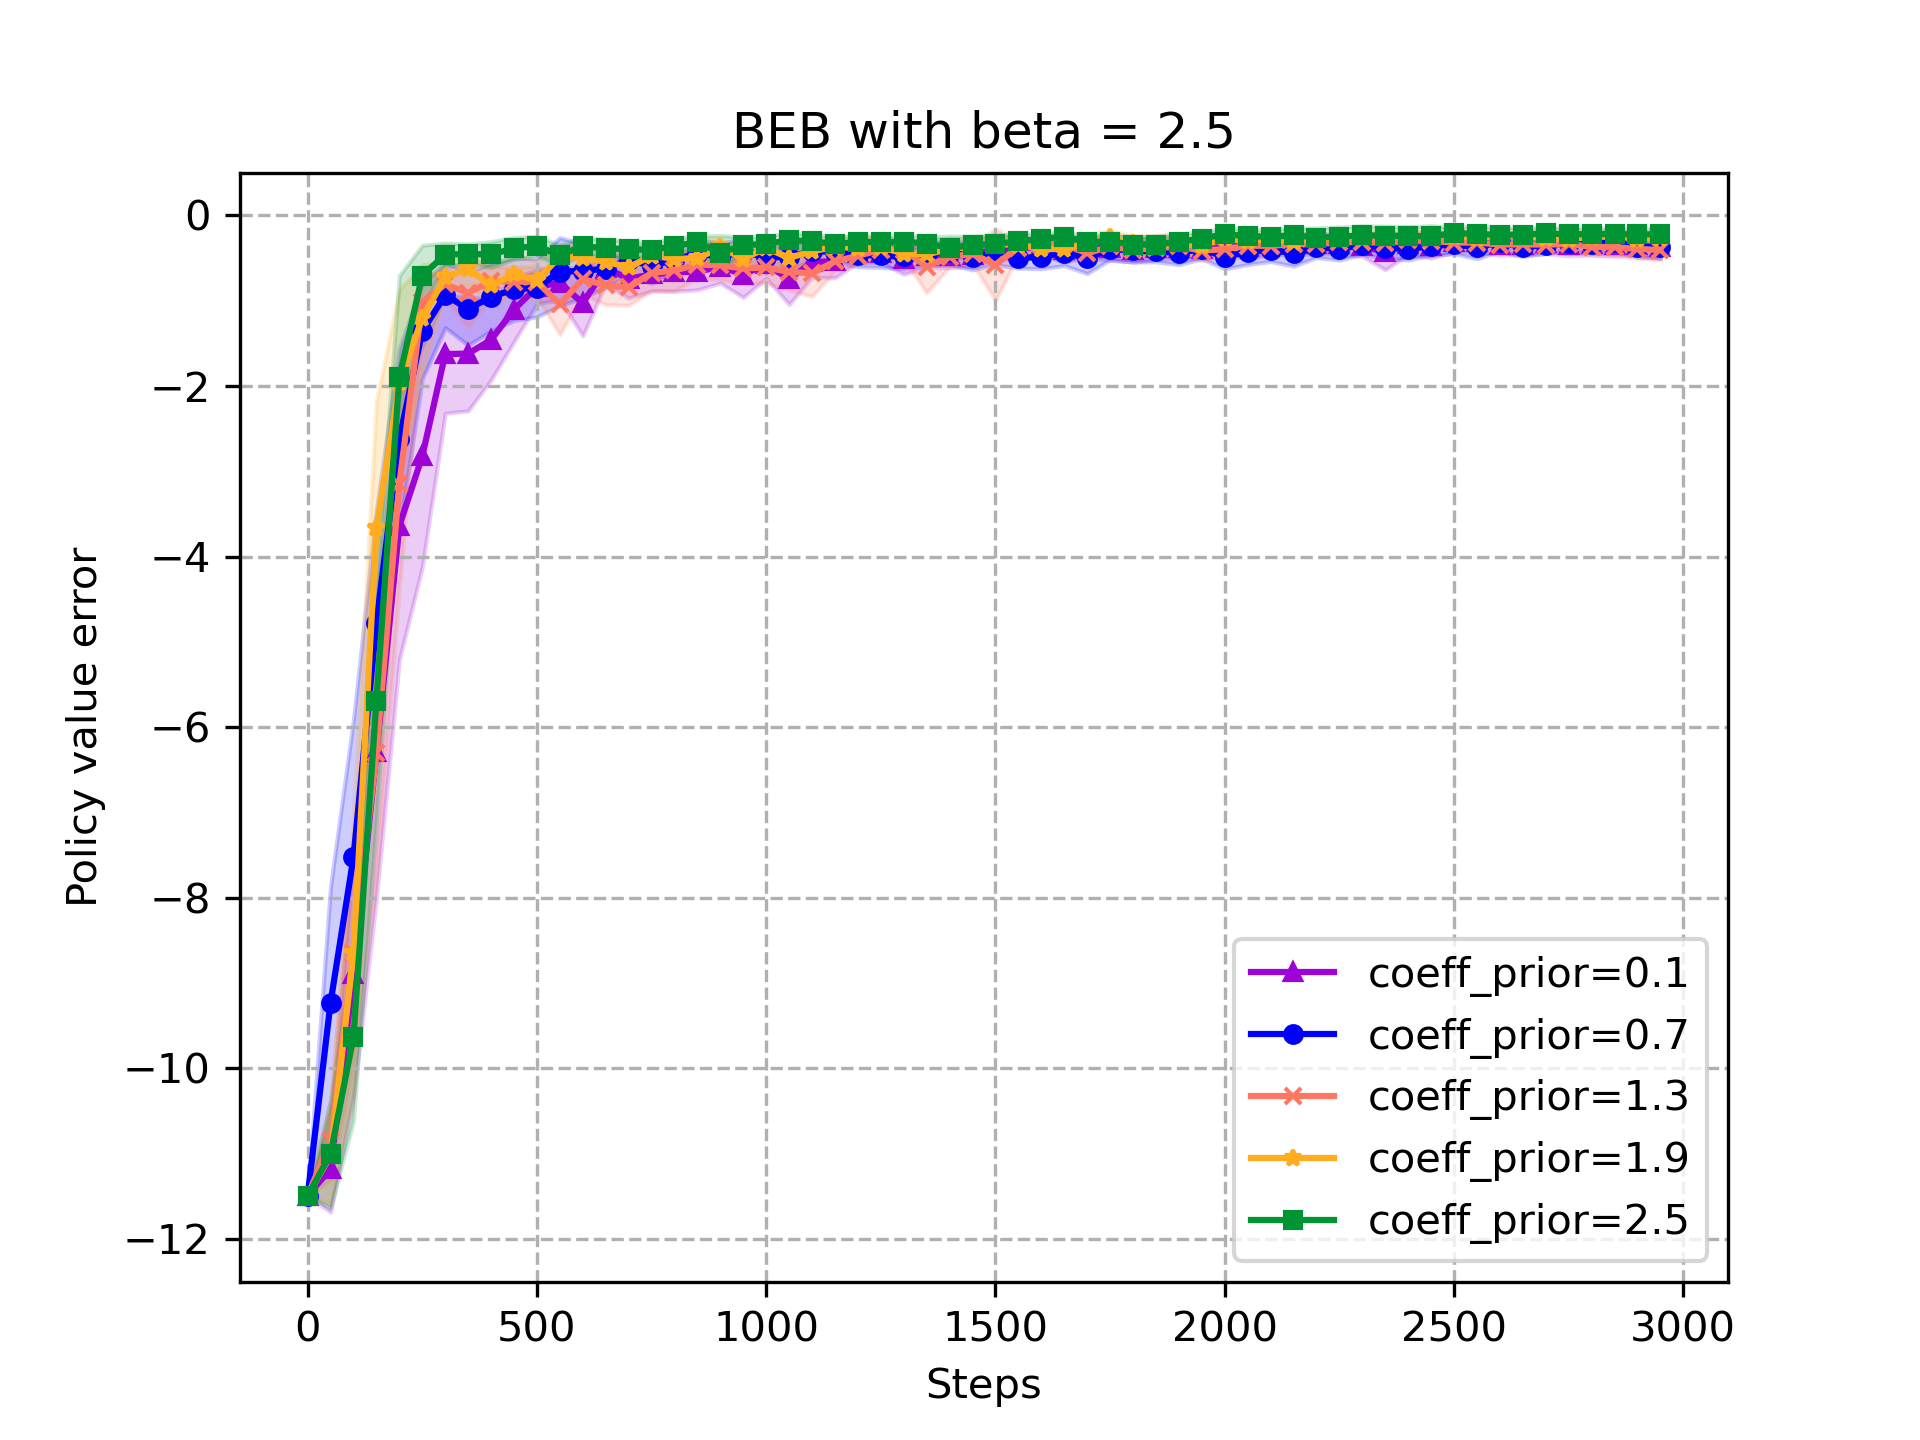 BEB with beta = 2.5
Policy value error
0
−2
−4
−6
−8
−10
−12
0 500 1000 1500 2000 2500 3000
Steps
coeff_prior=0.1
coeff_prior=0.7
coeff_prior=1.3
coeff_prior=1.9
coeff_prior=2.5